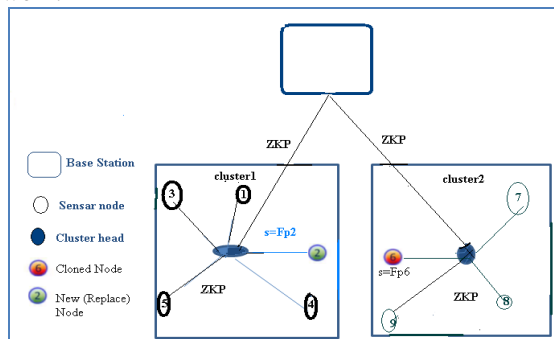 ZKP
ZKP
cluster1
cluster2
Base Station
3
1
7
Sensar node
s=Fp2
Cluster head
6
2
6
s=Fp6
Cloned Node
ZKP
ZKP
2
New (Replace)
Node
5
4
8
9